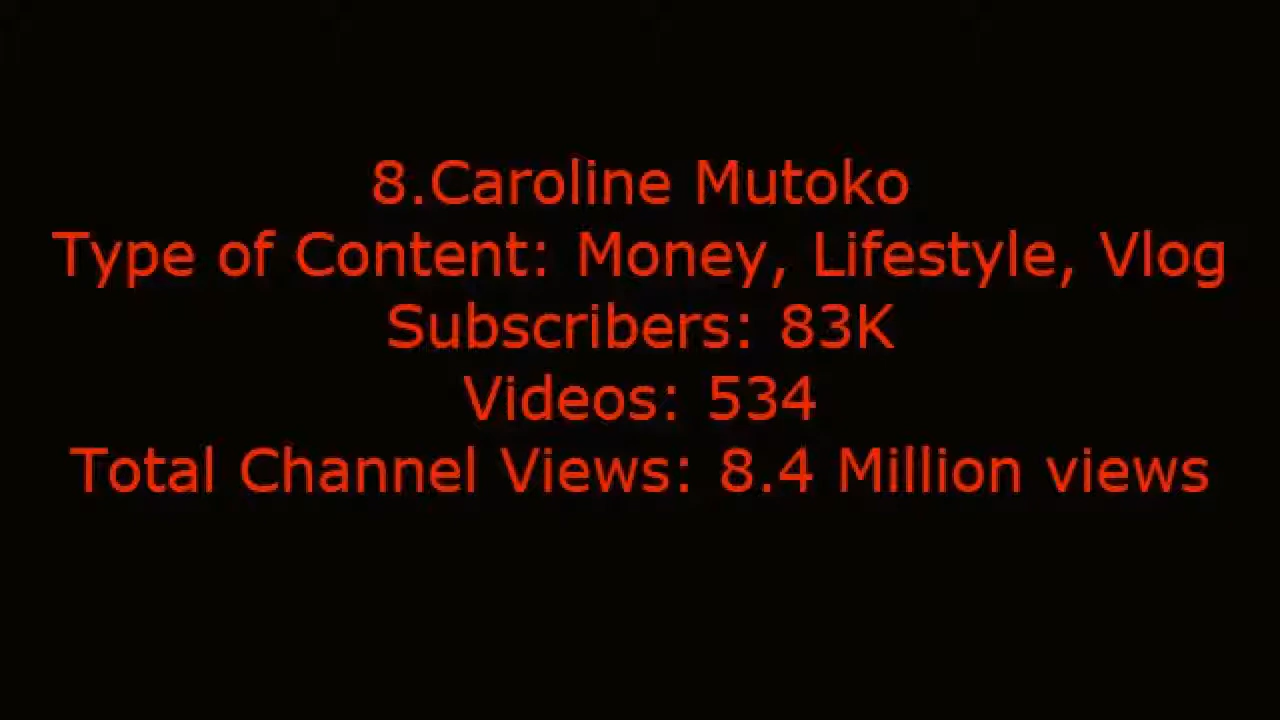 8.Caroline Mutoko
Type of Content: Money, Lifestyle, Vlog
Subscribers: 83K
Videos: 534
Total Channel Views: 8.4 Million views